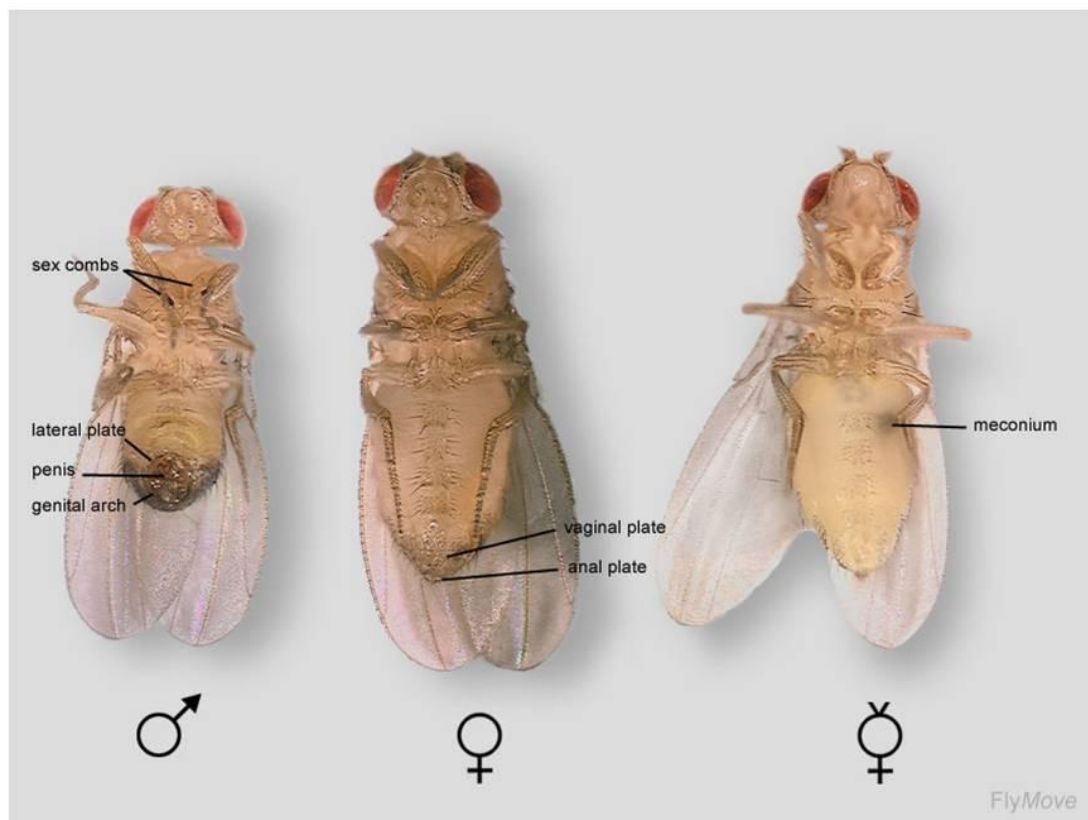 sex combs
lateral plate
penis
genital arch
vaginal plate
anal plate
meconium
FlyMove